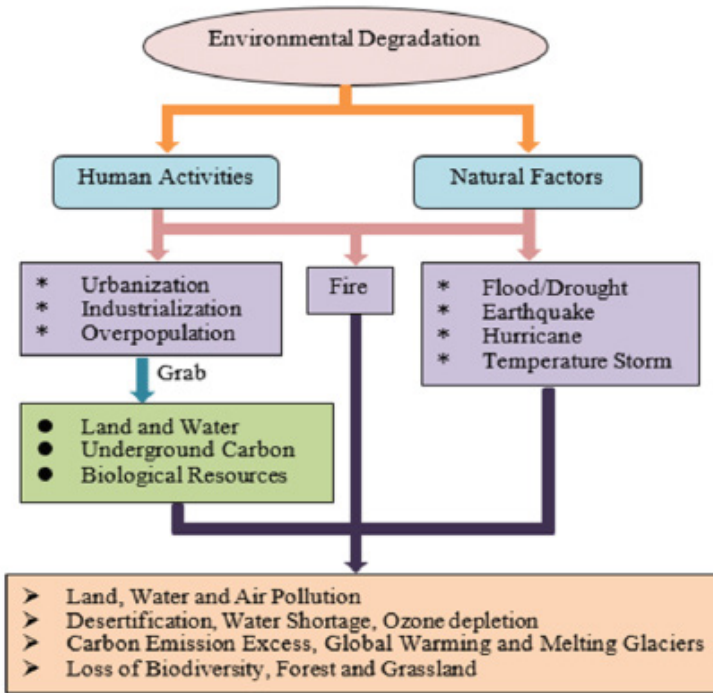 Environmental Degradation
Human Activities
Natural Factors
* Urbanization
* Industrialization
* Overpopulation
Fire
* Flood/Drought
* Earthquake
* Hurricane
* Temperature Storm
Grab
● Land and Water
● Underground Carbon
● Biological Resources
➤ Land, Water and Air Pollution
➤ Desertification, Water Shortage, Ozone depletion
➤ Carbon Emission Excess, Global Warming and Melting Glaciers
➤ Loss of Biodiversity, Forest and Grassland